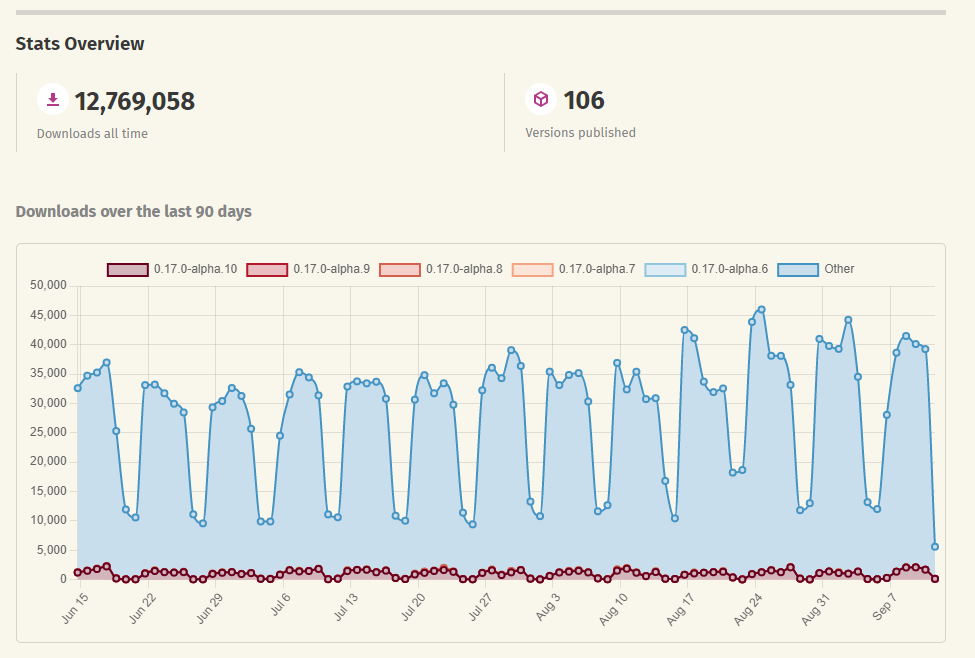 Stats Overview
12,769,058
Downloads all time
106
Versions published
Downloads over the last 90 days
0.17.0-alpha.10 0.17.0-alpha.9 0.17.0-alpha.8 0.17.0-alpha.7 0.17.0-alpha.6 Other
50,000
45,000
40,000
35,000
30,000
25,000
20,000
15,000
10,000
5,000
0
Jun 15 Jun 22 Jun 29 Jul 6 Jul 13 Jul 20 Jul 27 Aug 3 Aug 10 Aug 17 Aug 24 Aug 31 Sep 7